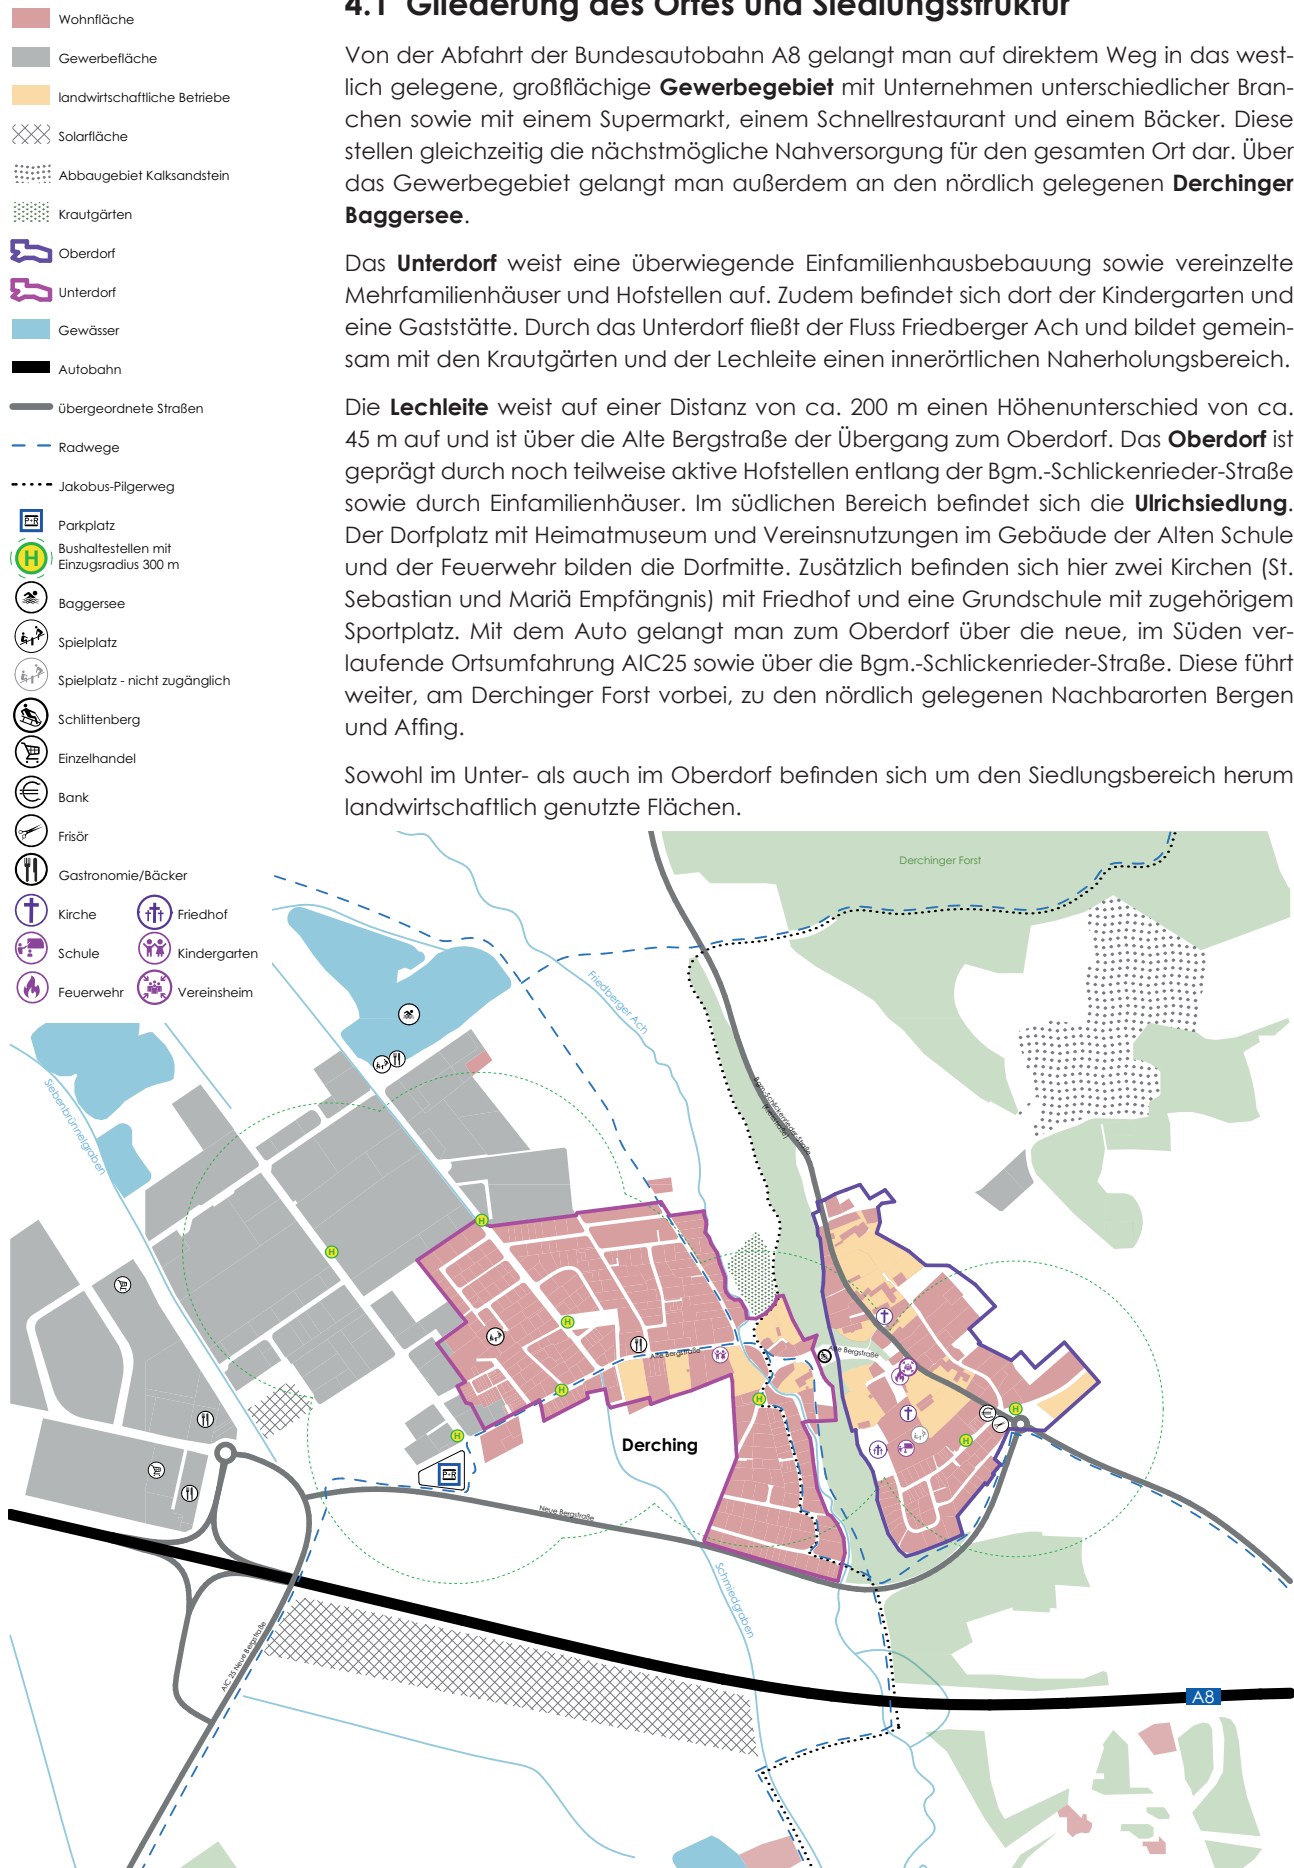 4.1 Gliederung des Ortes und Siedlungsstruktur
Wohnfläche
Gewerbefläche
landwirtschaftliche Betriebe
Solarfläche
Abbaugebiet Kalksandstein
Krautgärten
Oberdorf
Unterdorf
Gewässer
Autobahn
übergeordnete Straßen
Radwege
Jakobus-Pilgerweg
P+R
Parkplatz
H
Bushaltestellen mit
Einzugsradius 300 m
Baggersee
Spielplatz
Spielplatz - nicht zugänglich
Schlittenberg
Einzelhandel
Bank
Frisör
Gastronomie/Bäcker
Kirche
Friedhof
Schule
Kindergarten
Feuerwehr
Vereinsheim
Von der Abfahrt der Bundesautobahn A8 gelangt man auf direktem Weg in das west-
lich gelegene, großflächige Gewerbegebiet mit Unternehmen unterschiedlicher Bran-
chen sowie mit einem Supermarkt, einem Schnellrestaurant und einem Bäcker. Diese
stellen gleichzeitig die nächstmögliche Nahversorgung für den gesamten Ort dar. Über
das Gewerbegebiet gelangt man außerdem an den nördlich gelegenen Derchinger
Baggersee.
Das Unterdorf weist eine überwiegende Einfamilienhausbebauung sowie vereinzelte
Mehrfamilienhäuser und Hofstellen auf. Zudem befindet sich dort der Kindergarten und
eine Gaststätte. Durch das Unterdorf fließt der Fluss Friedberger Ach und bildet gemein-
sam mit den Krautgärten und der Lechleite einen innerörtlichen Naherholungsbereich.
Die Lechleite weist auf einer Distanz von ca. 200 m einen Höhenunterschied von ca.
45 m auf und ist über die Alte Bergstraße der Übergang zum Oberdorf. Das Oberdorf ist
geprägt durch noch teilweise aktive Hofstellen entlang der Bgm.-Schlickenrieder-Straße
sowie durch Einfamilienhäuser. Im südlichen Bereich befindet sich die Ulrichsiedlung.
Der Dorfplatz mit Heimatmuseum und Vereinsnutzungen im Gebäude der Alten Schule
und der Feuerwehr bilden die Dorfmitte. Zusätzlich befinden sich hier zwei Kirchen (St.
Sebastian und Mariä Empfängnis) mit Friedhof und eine Grundschule mit zugehörigem
Sportplatz. Mit dem Auto gelangt man zum Oberdorf über die neue, im Süden ver-
laufende Ortsumfahrung AIC25 sowie über die Bgm.-Schlickenrieder-Straße. Diese führt
weiter, am Derchinger Forst vorbei, zu den nördlich gelegenen Nachbarorten Bergen
und Affing.
Sowohl im Unter- als auch im Oberdorf befinden sich um den Siedlungsbereich herum
landwirtschaftlich genutzte Flächen.
Derchinger Forst
Friedberger Ach
Siebenbrünnelgraben
Bgm.-Schlickenrieder-Straße
H
H
H
Alte Bergstraße
Alte Bergstraße
H
H
H
H
H
Derching
P+R
Neue Bergstraße
Schmiedgraben
AIC 25 Neue Bergstraße
A8